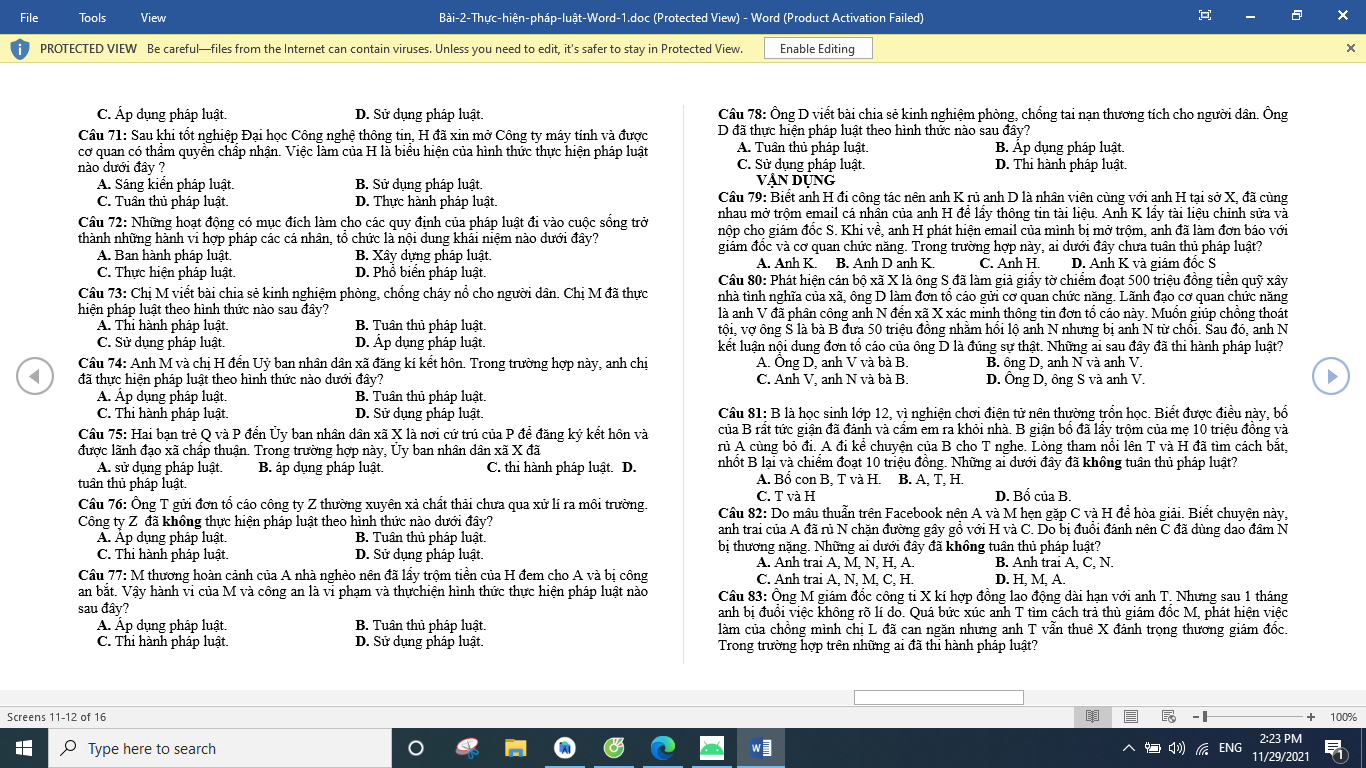 File Tools View Bài-2-Thực-hiện-pháp-luật-Word-1.doc (Protected View) - Word (Product Activation Failed)
PROTECTED VIEW Be careful—files from the Internet can contain viruses. Unless you need to edit, it's safer to stay in Protected View. Enable Editing
C. Áp dụng pháp luật. D. Sử dụng pháp luật.
Câu 71: Sau khi tốt nghiệp Đại học Công nghệ thông tin, H đã xin mở Công ty máy tính và được
cơ quan có thẩm quyền chấp nhận. Việc làm của H là biểu hiện của hình thức thực hiện pháp luật
nào dưới đây ?
A. Sáng kiến pháp luật. B. Sử dụng pháp luật.
C. Tuân thủ pháp luật. D. Thực hành pháp luật.
Câu 72: Những hoạt động có mục đích làm cho các quy định của pháp luật đi vào cuộc sống trở
thành những hành vi hợp pháp các cá nhân, tổ chức là nội dung khái niệm nào dưới đây?
A. Ban hành pháp luật. B. Xây dựng pháp luật.
C. Thực hiện pháp luật. D. Phổ biến pháp luật.
Câu 73: Chị M viết bài chia sẻ kinh nghiệm phòng, chống cháy nổ cho người dân. Chị M đã thực
hiện pháp luật theo hình thức nào sau đây?
A. Thi hành pháp luật. B. Tuân thủ pháp luật.
C. Sử dụng pháp luật. D. Áp dụng pháp luật.
Câu 74: Anh M và chị H đến Uỷ ban nhân dân xã đăng kí kết hôn. Trong trường hợp này, anh chị
đã thực hiện pháp luật theo hình thức nào dưới đây?
A. Áp dụng pháp luật. B. Tuân thủ pháp luật.
C. Thi hành pháp luật. D. Sử dụng pháp luật.
Câu 75: Hai bạn trẻ Q và P đến Ủy ban nhân dân xã X là nơi cứ trú của P để đăng ký kết hôn và
được lãnh đạo xã chấp thuận. Trong trường hợp này, Ủy ban nhân dân xã X đã
A. sử dụng pháp luật. B. áp dụng pháp luật. C. thi hành pháp luật. D.
tuân thủ pháp luật.
Câu 76: Ông T gửi đơn tố cáo công ty Z thường xuyên xả chất thải chưa qua xử lí ra môi trường.
Công ty Z đã không thực hiện pháp luật theo hình thức nào dưới đây?
A. Áp dụng pháp luật. B. Tuân thủ pháp luật.
C. Thi hành pháp luật. D. Sử dụng pháp luật.
Câu 77: M thương hoàn cảnh của A nhà nghèo nên đã lấy trộm tiền của H đem cho A và bị công
an bắt. Vậy hành vi của M và công an là vi phạm và thựchiện hình thức thực hiện pháp luật nào
sau đây?
A. Áp dụng pháp luật. B. Tuân thủ pháp luật.
C. Thi hành pháp luật. D. Sử dụng pháp luật.
Câu 78: Ông D viết bài chia sẻ kinh nghiệm phòng, chống tai nạn thương tích cho người dân. Ông
D đã thực hiện pháp luật theo hình thức nào sau đây?
A. Tuân thủ pháp luật. B. Áp dụng pháp luật.
C. Sử dụng pháp luật. D. Thi hành pháp luật.
VẬN DỤNG
Câu 79: Biết anh H đi công tác nên anh K rủ anh D là nhân viên cùng với anh H tại sở X, đã cùng
nhau mở trộm email cá nhân của anh H để lấy thông tin tài liệu. Anh K lấy tài liệu chỉnh sửa và
nộp cho giám đốc S. Khi về, anh H phát hiện email của mình bị mở trộm, anh đã làm đơn báo với
giám đốc và cơ quan chức năng. Trong trường hợp này, ai dưới đây chưa tuân thủ pháp luật?
A. Anh K. B. Anh D anh K. C. Anh H. D. Anh K và giám đốc S
Câu 80: Phát hiện cán bộ xã X là ông S đã làm giả giấy tờ chiếm đoạt 500 triệu đồng tiền quỹ xây
nhà tình nghĩa của xã, ông D làm đơn tố cáo gửi cơ quan chức năng. Lãnh đạo cơ quan chức năng
là anh V đã phân công anh N đến xã X xác minh thông tin đơn tố cáo này. Muốn giúp chồng thoát
tội, vợ ông S là bà B đưa 50 triệu đồng nhằm hối lộ anh N nhưng bị anh N từ chối. Sau đó, anh N
kết luận nội dung đơn tố cáo của ông D là đúng sự thật. Những ai sau đây đã thi hành pháp luật?
A. Ông D, anh V và bà B. B. ông D, anh N và anh V.
C. Anh V, anh N và bà B. D. Ông D, ông S và anh V.
Câu 81: B là học sinh lớp 12, vì nghiện chơi điện tử nên thường trốn học. Biết được điều này, bố
của B rất tức giận đã đánh và cấm em ra khỏi nhà. B giận bố đã lấy trộm của mẹ 10 triệu đồng và
rủ A cùng bỏ đi. A đi kể chuyện của B cho T nghe. Lòng tham nổi lên T và H đã tìm cách bắt,
nhốt B lại và chiếm đoạt 10 triệu đồng. Những ai dưới đây đã không tuân thủ pháp luật?
A. Bố con B, T và H. B. A, T, H.
C. T và H D. Bố của B.
Câu 82: Do mâu thuẫn trên Facebook nên A và M hẹn gặp C và H để hòa giải. Biết chuyện này,
anh trai của A đã rủ N chặn đường gây gổ với H và C. Do bị đuổi đánh nên C đã dùng dao đâm N
bị thương nặng. Những ai dưới đây đã không tuân thủ pháp luật?
A. Anh trai A, M, N, H, A. B. Anh trai A, C, N.
C. Anh trai A, N, M, C, H. D. H, M, A.
Câu 83: Ông M giám đốc công ti X kí hợp đồng lao động dài hạn với anh T. Nhưng sau 1 tháng
anh bị đuổi việc không rõ lí do. Quá bức xúc anh T tìm cách trả thủ giám đốc M, phát hiện việc
làm của chồng mình chị L đã can ngăn nhưng anh T vẫn thuê X đánh trọng thương giám đốc.
Trong trường hợp trên những ai đã thi hành pháp luật?
Screens 11-12 of 16 100%
Type here to search ENG 2:23 PM
11/29/2021 1